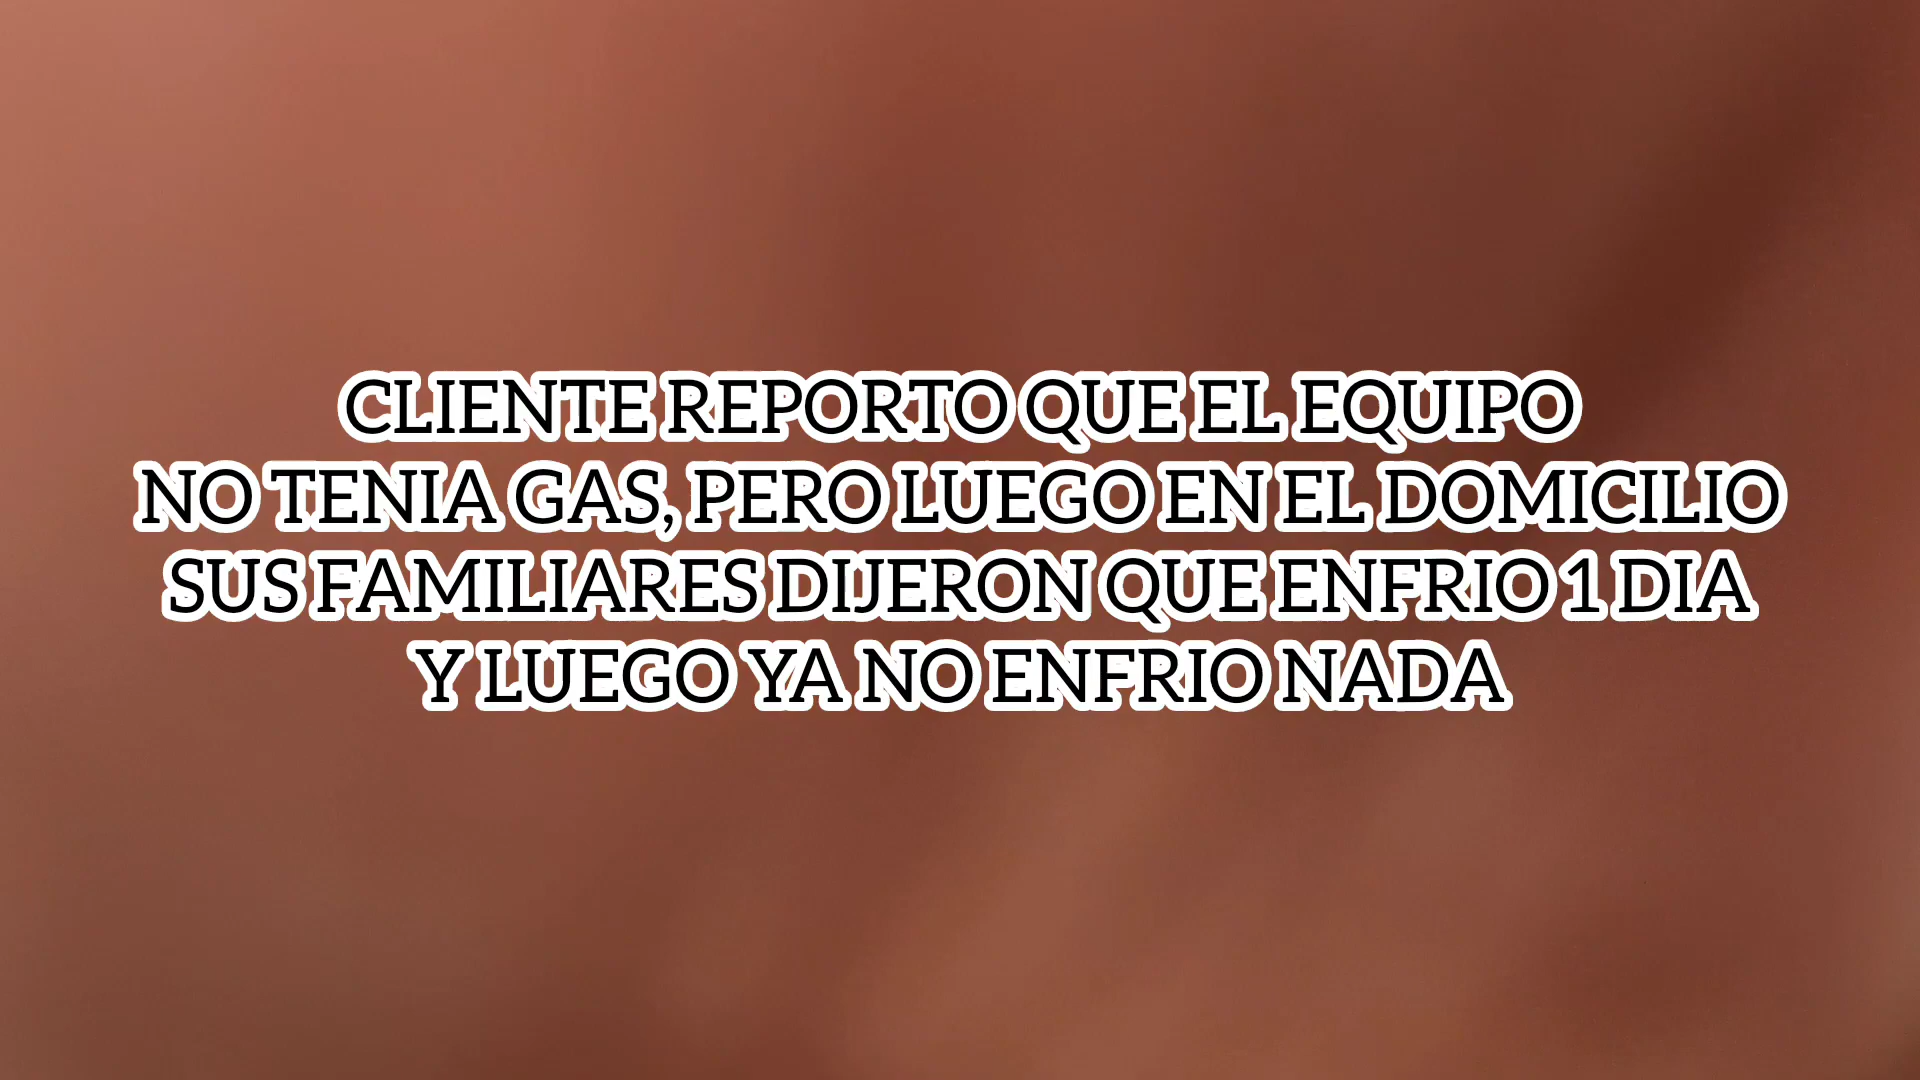 CLIENTE REPORTO QUE EL EQUIPO
NO TENIA GAS, PERO LUEGO EN EL DOMICILIO
SUS FAMILIARES DIJERON QUE ENFRIO 1 DIA
Y LUEGO YA NO ENFRIO NADA